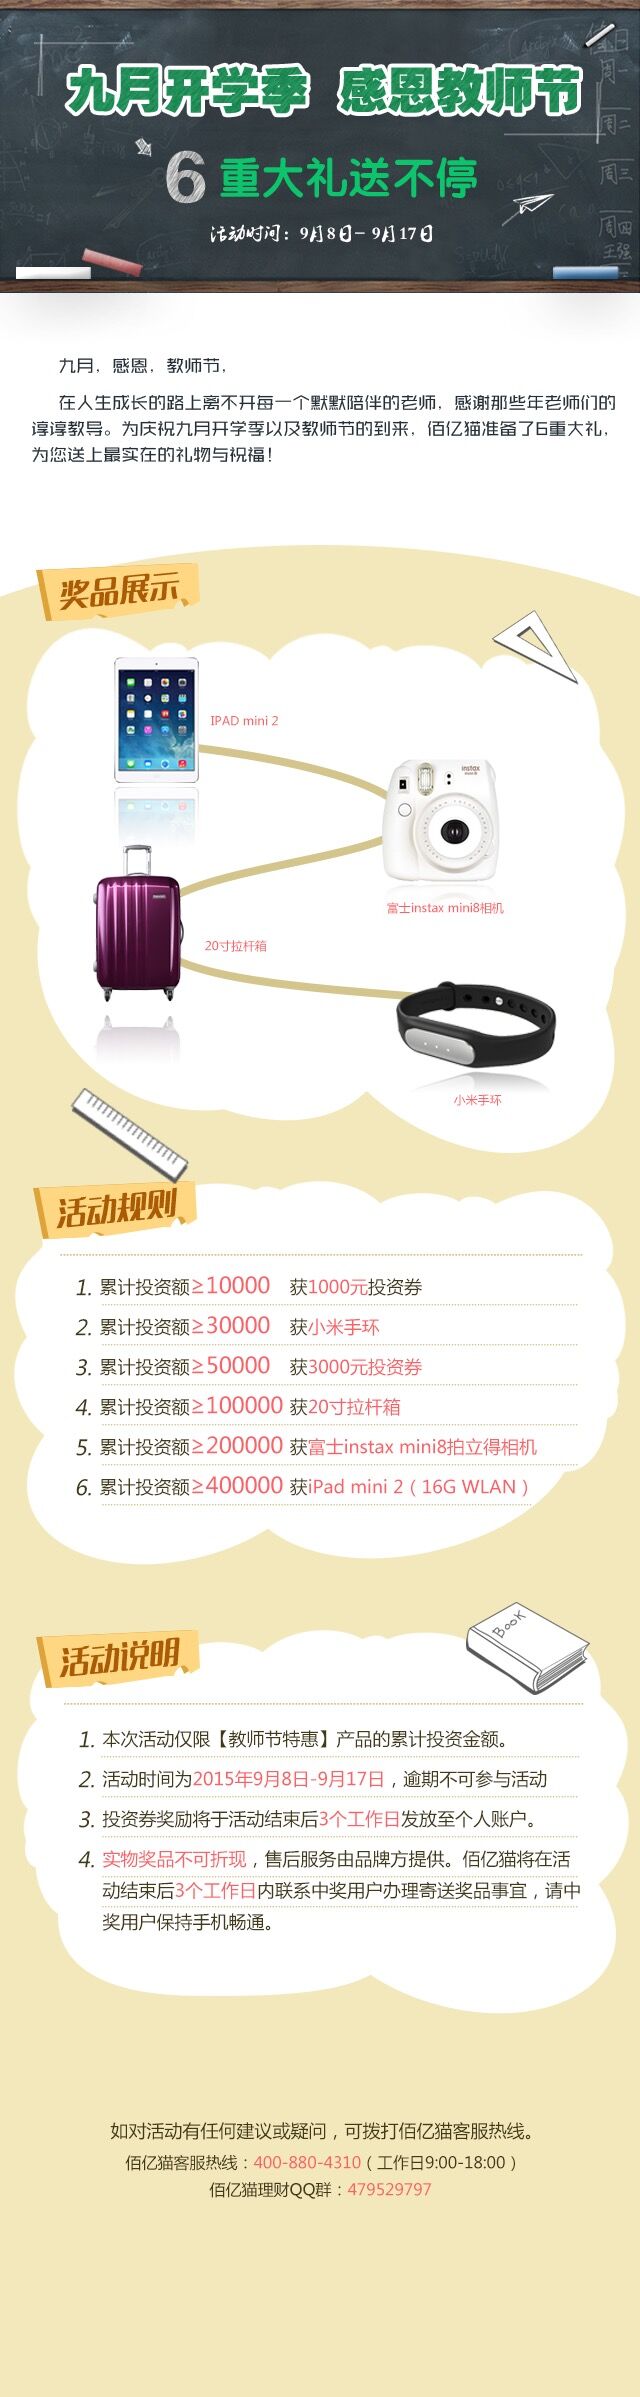 九月开学季 感恩教师节
6重大礼送不停
活动时间：9月8日-9月17日
周一
周二
周三
周四
王强
九月，感恩，教师节，
在人生成长的路上离不开每一个默默陪伴的老师，感谢那些年老师们的
谆谆教导。为庆祝九月开学季以及教师节的到来，佰亿猫准备了6重大礼，
为您送上最实在的礼物与祝福！
奖品展示
IPAD mini 2
instax
富士instax mini8相机
20寸拉杆箱
小米手环
活动规则
1. 累计投资额≥10000 获1000元投资券
2. 累计投资额≥30000 获小米手环
3. 累计投资额≥50000 获3000元投资券
4. 累计投资额≥100000 获20寸拉杆箱
5. 累计投资额≥200000 获富士instax mini8拍立得相机
6. 累计投资额≥400000 获iPad mini 2（16G WLAN）
BOOK
活动说明
1. 本次活动仅限【教师节特惠】产品的累计投资金额。
2. 活动时间为2015年9月8日-9月17日，逾期不可参与活动
3. 投资券奖励将于活动结束后3个工作日发放至个人账户。
4. 实物奖品不可折现，售后服务由品牌方提供。佰亿猫将在活
动结束后3个工作日内联系中奖用户办理寄送奖品事宜，请中
奖用户保持手机畅通。
如对活动有任何建议或疑问，可拨打佰亿猫客服热线。
佰亿猫客服热线：400-880-4310（工作日9:00-18:00）
佰亿猫理财QQ群：479529797